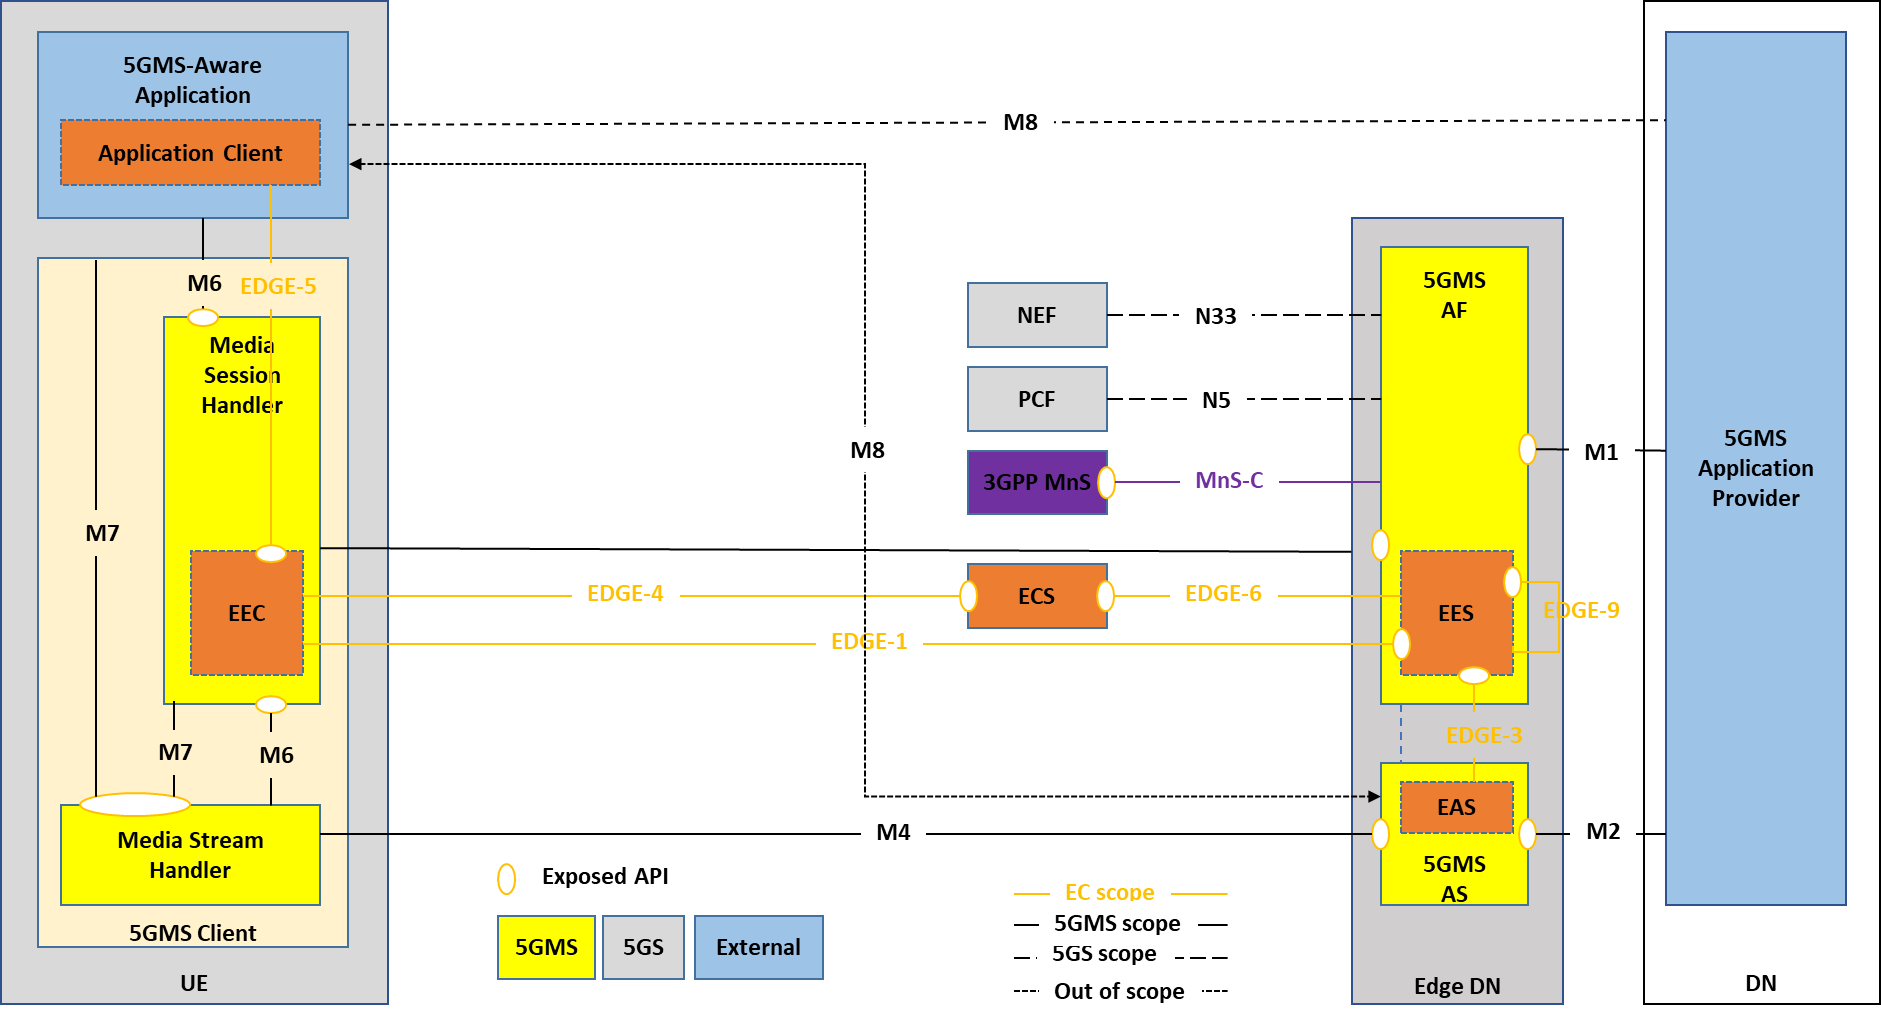 5GMS-Aware
Application
Application Client
M8
M6
EDGE-5
Media
Session
Handler
M7
EEC
M7
M6
Media Stream
Handler
5GMS Client
UE
M8
NEF
N33
PCF
N5
3GPP MnS
MnS-C
EDGE-4
ECS
EDGE-6
EDGE-1
M4
5GMS
AF
EES
EDGE-9
EDGE-3
EAS
5GMS
AS
Edge DN
M1
M2
5GMS
Application
Provider
DN
Exposed API
5GMS
5GS
External
EC scope
5GMS scope
5GS scope
Out of scope